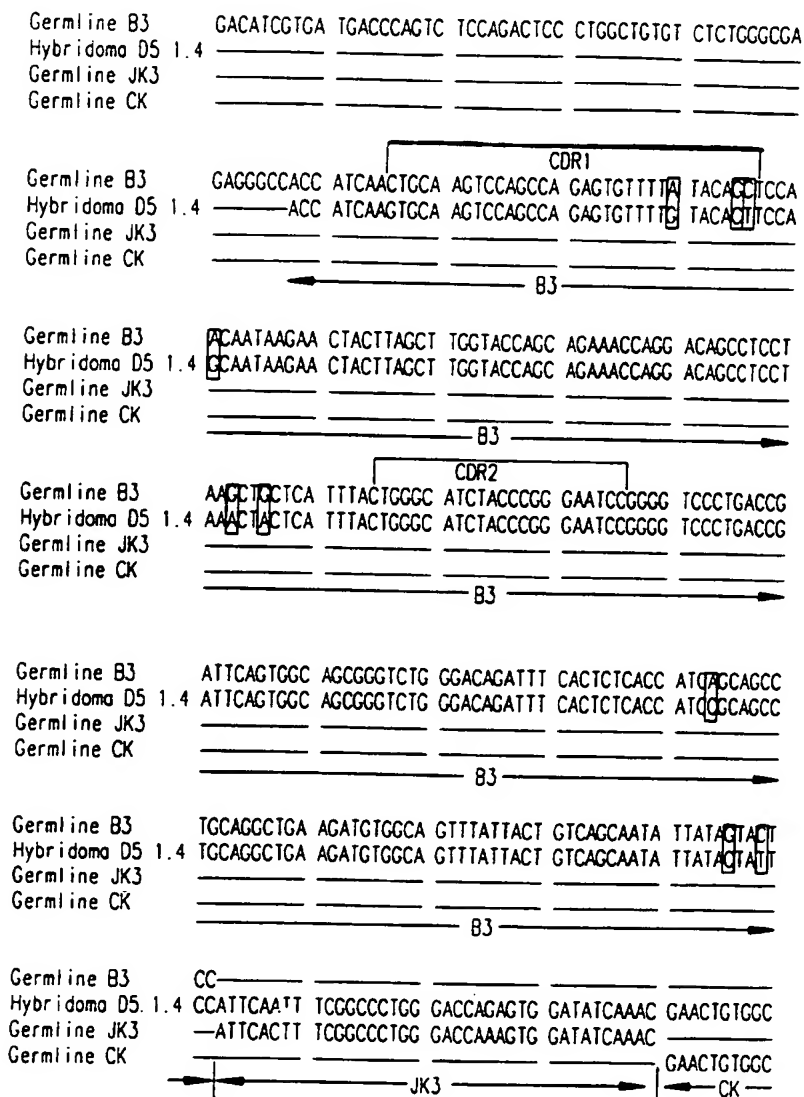 Germline B3 GACATCGTGA TGACCCAGTC TCCAGACTCC CTGGCTGTGT CTCTGGGCGA
Hybridoma D5 1.4
Germline JK3
Germline CK
CDR1
Germline B3 GAGGGCCACC ATCAACTGCA AGTCCAGCCA GAGTGTTTTA TACAGCTCCA
Hybridoma D5 1.4 ACC ATCAAGTGCA AGTCCAGCCA GAGTGTTTTG TACACTTCCA
Germline JK3
Germline CK
B3
Germline B3 ACAATAAGAA CTACTTAGCT TGGTACCAGC AGAAACCAGG ACAGCCTCCT
Hybridoma D5 1.4 GCAATAAGAA CTACTTAGCT TGGTACCAGC AGAAACCAGG ACAGCCTCCT
Germline JK3
Germline CK
B3
CDR2
Germline B3 AAGCTGCTCA TTTACTGGGC ATCTACCCGG GAATCCGGGG TCCCTGACCG
Hybridoma D5 1.4 AAACTACTCA TTTACTGGGC ATCTACCCGG GAATCCGGGG TCCCTGACCG
Germline JK3
Germline CK
B3
Germline B3 ATTCAGTGGC AGCGGGTCTG GGACAGATTT CACTCTCACC ATCAGCAGCC
Hybridoma D5 1.4 ATTCAGTGGC AGCGGGTCTG GGACAGATTT CACTCTCACC ATCCGCAGCC
Germline JK3
Germline CK
B3
Germline B3 TGCAGGCTGA AGATGTGGCA GTTTATTACT GTCAGCAATA TTATAGTACT
Hybridoma D5 1.4 TGCAGGCTGA AGATGTGGCA GTTTATTACT GTCAGCAATA TTATACTATT
Germline JK3
Germline CK
B3
Germline B3 CC
Hybridoma D5. 1.4 CCATTCAATT TCGGCCCTGG GACCAGAGTG GATATCAAAC GAACTGTGGC
Germline JK3 ATTCACTT TCGGCCCTGG GACCAAAGTG GATATCAAAC
Germline CK GAACTGTGGC
JK3 CK